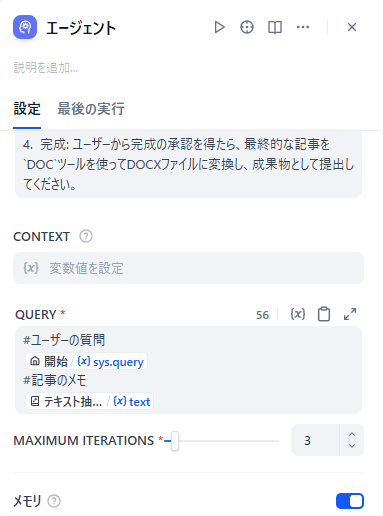 エージェント
説明を追加...
設定 最後の実行
4. 完成: ユーザーから完成の承認を得たら、最終的な記事を
`DOC`ツールを使ってDOCXファイルに変換し、成果物として提出し
てください。
CONTEXT ?
{x} 変数値を設定
QUERY * 56 {x}
#ユーザーの質問
開始 / {x} sys.query
#記事のメモ
テキスト抽... / {x} text
MAXIMUM ITERATIONS * 3
メモリ ?